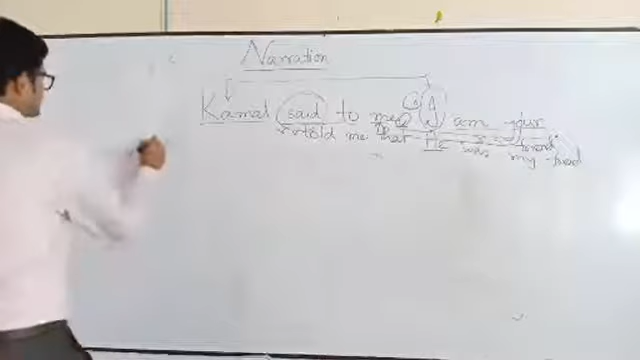 Narration
Kamal said to me, I am your friend
told me that He was my friend